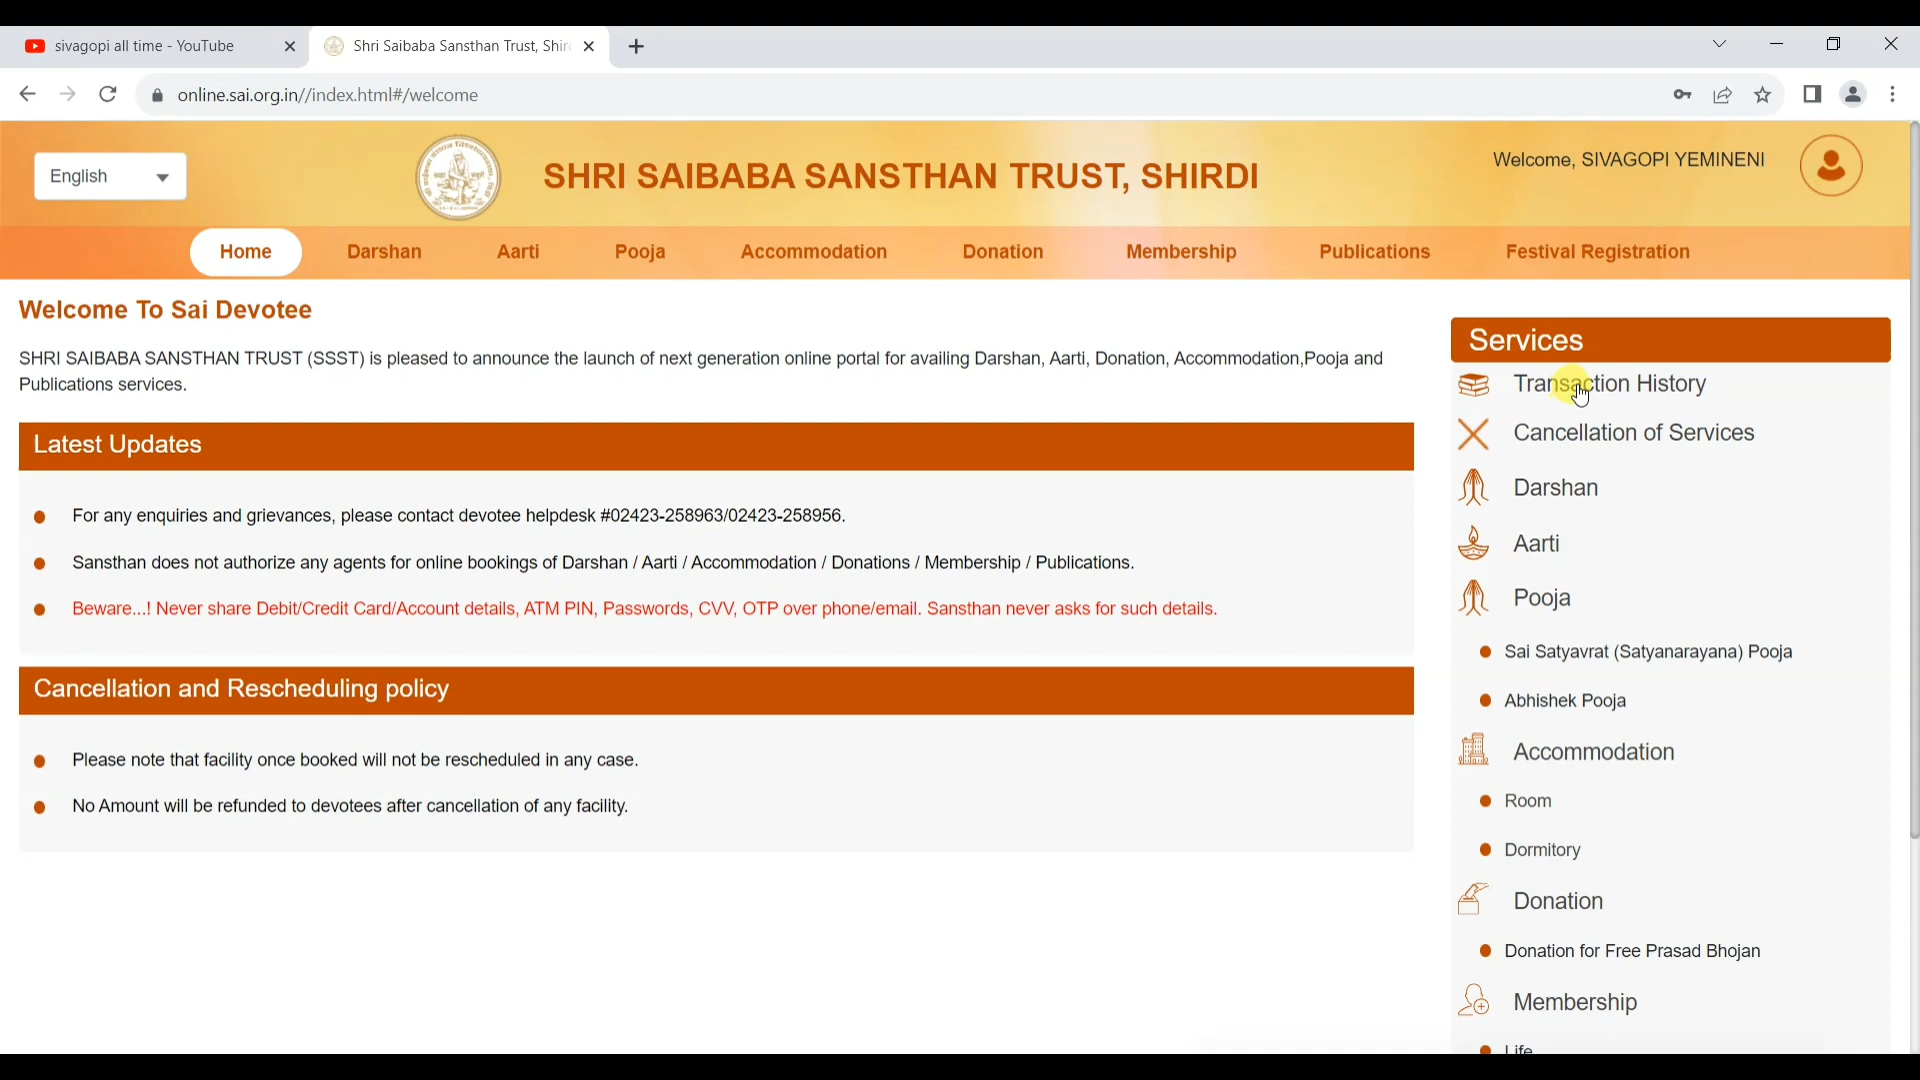 sivagopi all time - YouTube
Shri Saibaba Sansthan Trust, Shir
online.sai.org.in//index.html#/welcome
English
SHRI SAIBABA SANSTHAN TRUST, SHIRDI
Welcome, SIVAGOPI YEMINENI
Home Darshan Aarti Pooja Accommodation Donation Membership Publications Festival Registration
Welcome To Sai Devotee
SHRI SAIBABA SANSTHAN TRUST (SSST) is pleased to announce the launch of next generation online portal for availing Darshan, Aarti, Donation, Accommodation,Pooja and
Publications services.
Latest Updates
For any enquiries and grievances, please contact devotee helpdesk #02423-258963/02423-258956.
Sansthan does not authorize any agents for online bookings of Darshan / Aarti / Accommodation / Donations / Membership / Publications.
Beware...! Never share Debit/Credit Card/Account details, ATM PIN, Passwords, CVV, OTP over phone/email. Sansthan never asks for such details.
Cancellation and Rescheduling policy
Please note that facility once booked will not be rescheduled in any case.
No Amount will be refunded to devotees after cancellation of any facility.
Services
Transaction History
Cancellation of Services
Darshan
Aarti
Pooja
Sai Satyavrat (Satyanarayana) Pooja
Abhishek Pooja
Accommodation
Room
Dormitory
Donation
Donation for Free Prasad Bhojan
Membership
Life